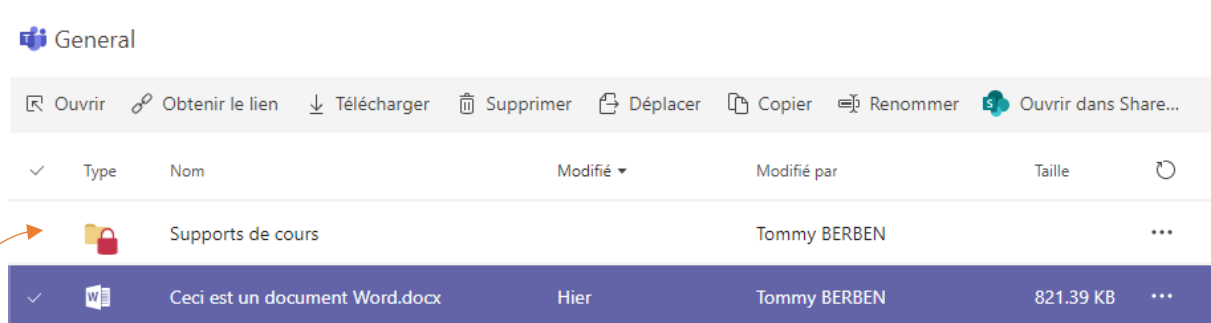 General
Ouvrir Obtenir le lien Télécharger Supprimer Déplacer Copier Renommer Ouvrir dans Share...
Type Nom Modifié Modifié par Taille
Supports de cours Tommy BERBEN
Ceci est un document Word.docx Hier Tommy BERBEN 821.39 KB